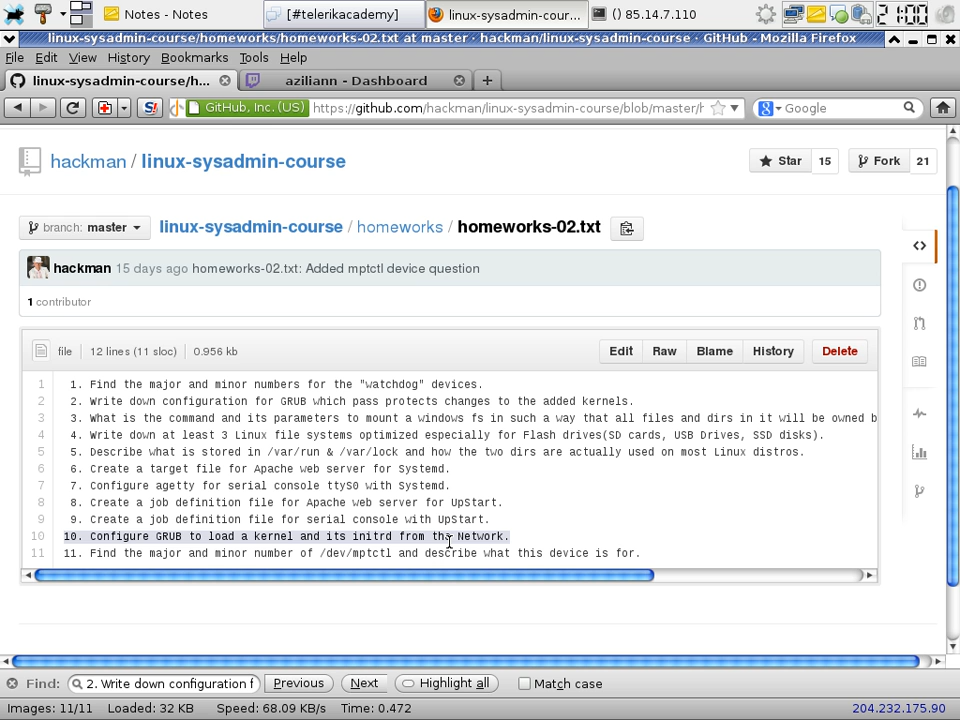 Notes - Notes
[#telerikacademy]
linux-sysadmin-cour...
() 85.14.7.110
21:00
linux-sysadmin-course/homeworks/homeworks-02.txt at master · hackman/linux-sysadmin-course · GitHub - Mozilla Firefox
File Edit View History Bookmarks Tools Help
linux-sysadmin-course/h...
aziliann - Dashboard
GitHub, Inc. (US)
https://github.com/hackman/linux-sysadmin-course/blob/master/h
Google
hackman / linux-sysadmin-course
Star 15
Fork 21
branch: master
linux-sysadmin-course / homeworks / homeworks-02.txt
hackman 15 days ago homeworks-02.txt: Added mptctl device question
1 contributor
file 12 lines (11 sloc) 0.956 kb
Edit Raw Blame History Delete
1 1. Find the major and minor numbers for the "watchdog" devices.
2 2. Write down configuration for GRUB which pass protects changes to the added kernels.
3 3. What is the command and its parameters to mount a windows fs in such a way that all files and dirs in it will be owned b
4 4. Write down at least 3 Linux file systems optimized especially for Flash drives(SD cards, USB Drives, SSD disks).
5 5. Describe what is stored in /var/run & /var/lock and how the two dirs are actually used on most Linux distros.
6 6. Create a target file for Apache web server for Systemd.
7 7. Configure agetty for serial console ttyS0 with Systemd.
8 8. Create a job definition file for Apache web server for UpStart.
9 9. Create a job definition file for serial console with UpStart.
10 10. Configure GRUB to load a kernel and its initrd from the Network.
11 11. Find the major and minor number of /dev/mptctl and describe what this device is for.
Find: 2. Write down configuration f
Previous Next Highlight all Match case
Images: 11/11 Loaded: 32 KB Speed: 68.09 KB/s Time: 0.472
204.232.175.90